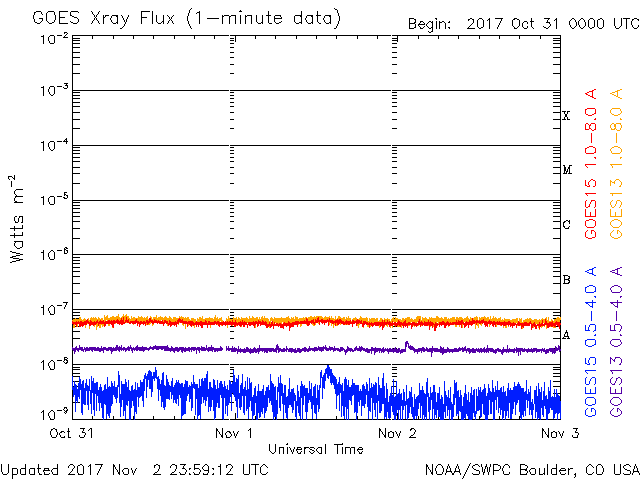 GOES Xray Flux (1-minute data)
Begin: 2017 Oct 31 0000 UTC
10-2
10-3
10-4
10-5
10-6
10-7
10-8
10-9
Watts m-2
X
M
C
B
A
GOES15 1.0-8.0 A
GOES13 1.0-8.0 A
GOES15 0.5-4.0 A
GOES13 0.5-4.0 A
Oct 31
Nov 1
Nov 2
Nov 3
Universal Time
Updated 2017 Nov 2 23:59:12 UTC
NOAA/SWPC Boulder, CO USA